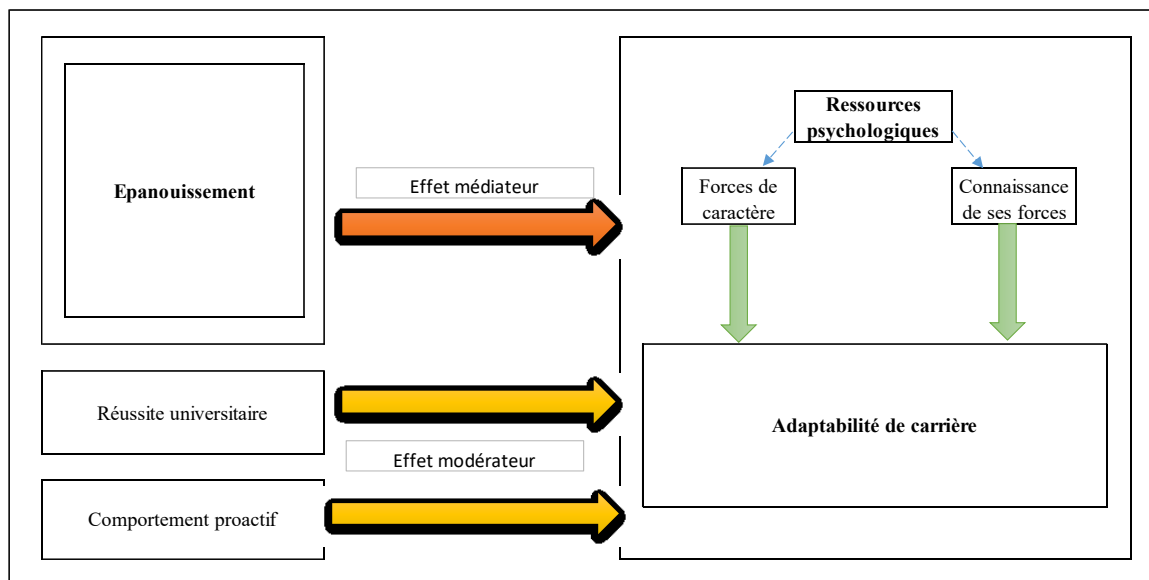 Ressources
psychologiques
Effet médiateur
Epanouissement
Forces de
caractère
Connaissance
de ses forces
Réussite universitaire
Adaptabilité de carrière
Effet modérateur
Comportement proactif